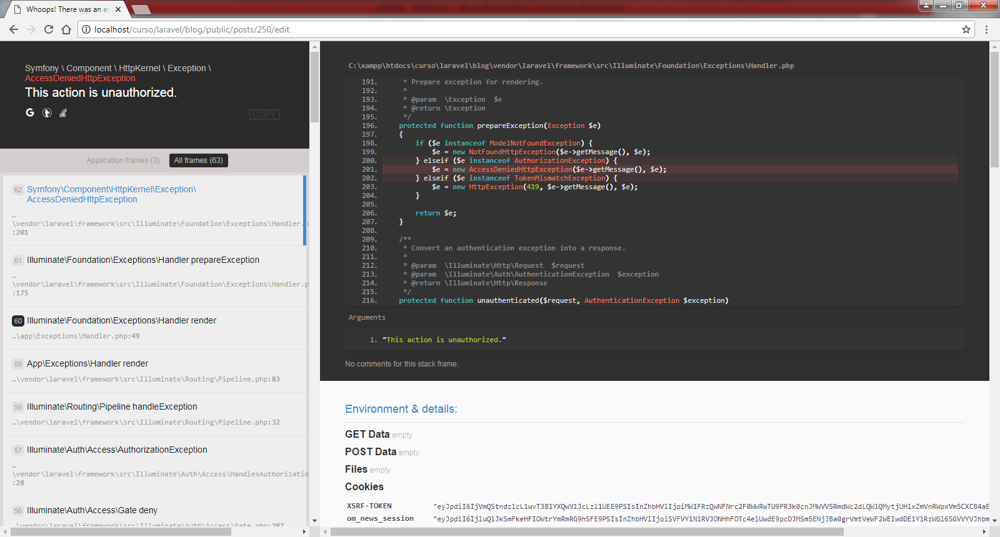 Whoops! There was an er
localhost/curso/laravel/blog/public/posts/250/edit
Symfony \ Component \ HttpKernel \ Exception \
AccessDeniedHttpException
This action is unauthorized.
COPY
Application frames (3)
All frames (63)
62 Symfony\Component\HttpKernel\Exception\
AccessDeniedHttpException
…
\vendor\laravel\framework\src\Illuminate\Foundation\Exceptions\Handler.p
:201
61 Illuminate\Foundation\Exceptions\Handler prepareException
…
\vendor\laravel\framework\src\Illuminate\Foundation\Exceptions\Handler.p
:175
60 Illuminate\Foundation\Exceptions\Handler render
…\app\Exceptions\Handler.php:49
59 App\Exceptions\Handler render
…\vendor\laravel\framework\src\Illuminate\Routing\Pipeline.php:83
58 Illuminate\Routing\Pipeline handleException
…\vendor\laravel\framework\src\Illuminate\Routing\Pipeline.php:32
57 Illuminate\Auth\Access\AuthorizationException
…
\vendor\laravel\framework\src\Illuminate\Auth\Access\HandlesAuthorizatio
:28
56 Illuminate\Auth\Access\Gate deny
…\vendor\laravel\framework\src\Illuminate\Auth\Access\Gate.php:287
C:\xampp\htdocs\curso\laravel\blog\vendor\laravel\framework\src\Illuminate\Foundation\Exceptions\Handler.php
191. * Prepare exception for rendering.
192. *
193. * @param  \Exception  $e
194. * @return \Exception
195. */
196. protected function prepareException(Exception $e)
197. {
198. if ($e instanceof ModelNotFoundException) {
199. $e = new NotFoundHttpException($e->getMessage(), $e);
200. } elseif ($e instanceof AuthorizationException) {
201. $e = new AccessDeniedHttpException($e->getMessage(), $e);
202. } elseif ($e instanceof TokenMismatchException) {
203. $e = new HttpException(419, $e->getMessage(), $e);
204. }
205.
206. return $e;
207. }
208.
209. /**
210. * Convert an authentication exception into a response.
211. *
212. * @param  \Illuminate\Http\Request  $request
213. * @param  \Illuminate\Auth\AuthenticationException  $exception
214. * @return \Illuminate\Http\Response
215. */
216. protected function unauthenticated($request, AuthenticationException $exception)
Arguments
1. "This action is unauthorized."
No comments for this stack frame.
Environment & details:
GET Data empty
POST Data empty
Files empty
Cookies
XSRF-TOKEN
om_news_session